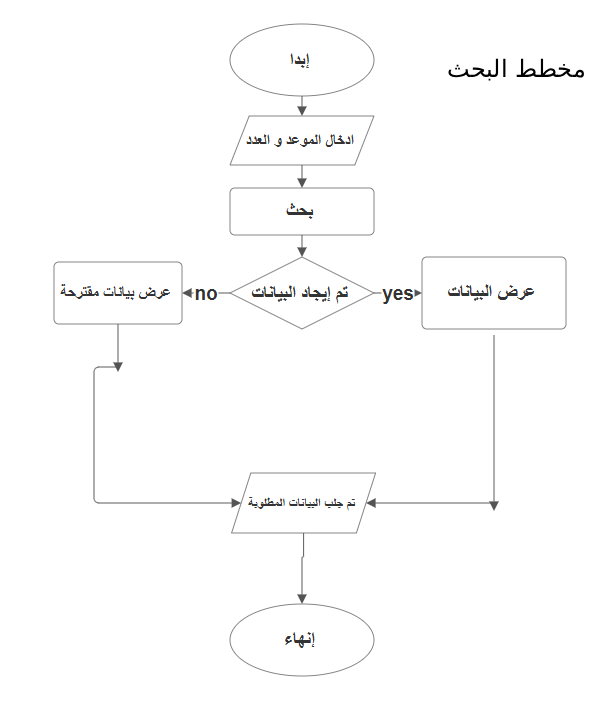 مخطط البحث
إبدا
ادخال الموعد و العدد
بحث
تم إيجاد البيانات
yes
عرض البيانات
no
عرض بيانات مقترحة
تم جلب البيانات المطلوبة
إنهاء